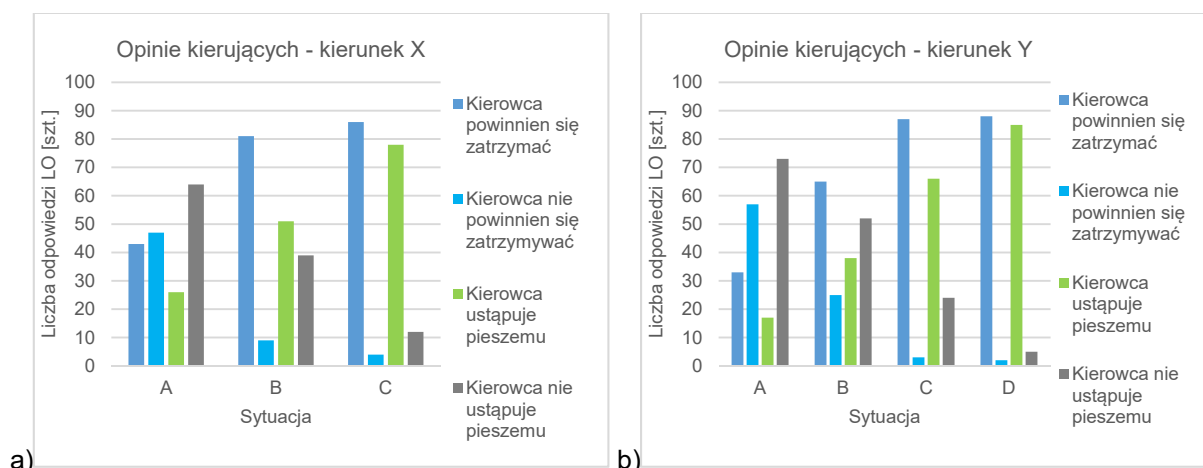 Opinie kierujących - kierunek X
Liczba odpowiedzi LO [szt.]
100
90
80
70
60
50
40
30
20
10
0
A B C
Sytuacja
Kierowca
powinnien się
zatrzymać
Kierowca nie
powinnien się
zatrzymywać
Kierowca
ustąpuje
pieszemu
Kierowca nie
ustąpuje
pieszemu
a)
Opinie kierujących - kierunek Y
Liczba odpowiedzi LO [szt.]
100
90
80
70
60
50
40
30
20
10
0
A B C D
Sytuacja
Kierowca
powinnien się
zatrzymać
Kierowca nie
powinnien się
zatrzymywać
Kierowca
ustąpuje
pieszemu
Kierowca nie
ustąpuje
pieszemu
b)